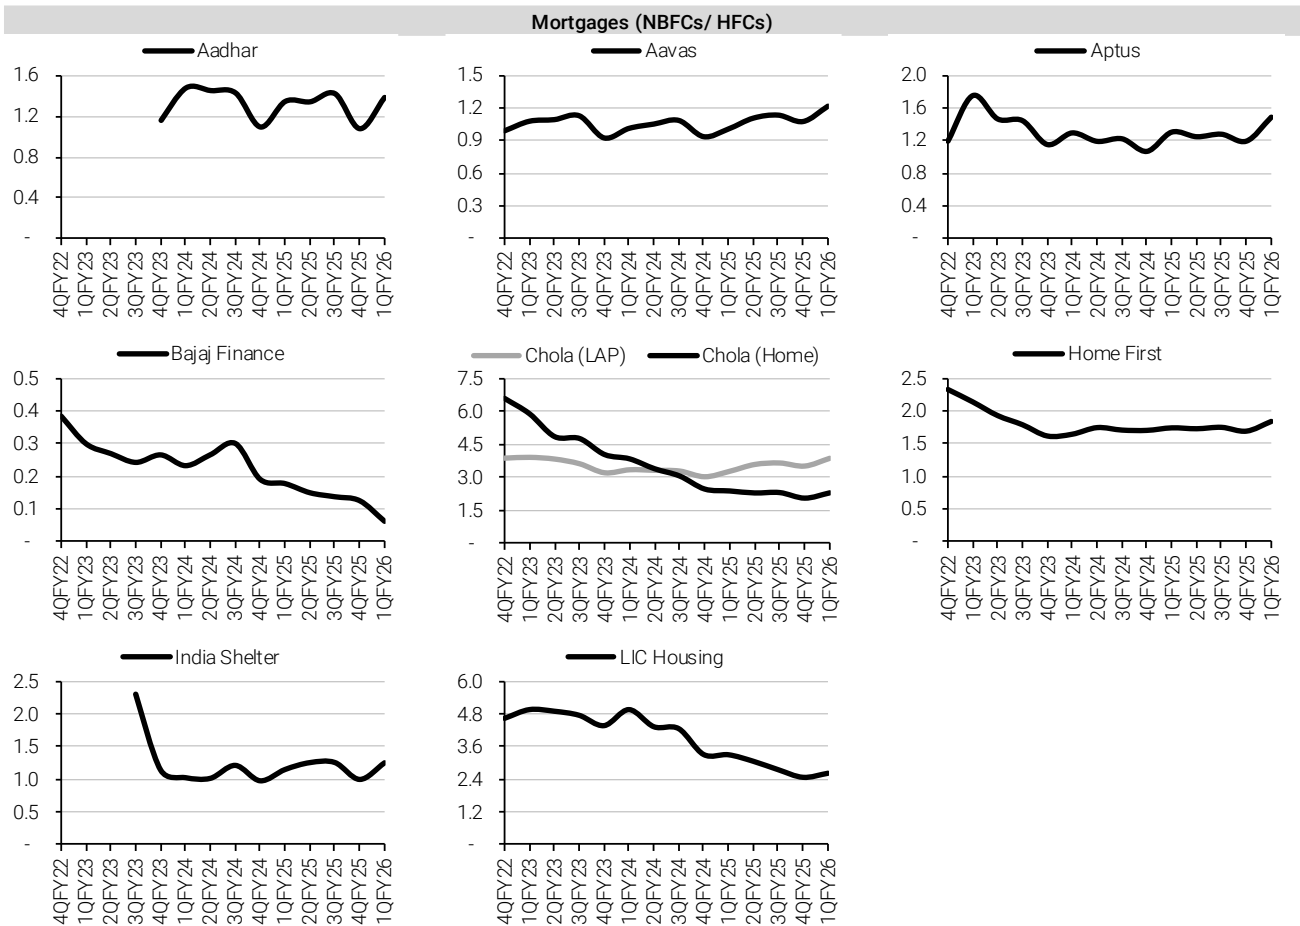 Mortgages (NBFCs/ HFCs)
Aadhar
1.6
1.2
0.8
0.4
-
4QFY22
1QFY23
2QFY23
3QFY23
4QFY23
1QFY24
2QFY24
3QFY24
4QFY24
1QFY25
2QFY25
3QFY25
4QFY25
1QFY26
Aavas
1.5
1.2
0.9
0.6
0.3
-
4QFY22
1QFY23
2QFY23
3QFY23
4QFY23
1QFY24
2QFY24
3QFY24
4QFY24
1QFY25
2QFY25
3QFY25
4QFY25
1QFY26
Aptus
2.0
1.6
1.2
0.8
0.4
-
4QFY22
1QFY23
2QFY23
3QFY23
4QFY23
1QFY24
2QFY24
3QFY24
4QFY24
1QFY25
2QFY25
3QFY25
4QFY25
1QFY26
Bajaj Finance
0.5
0.4
0.3
0.2
0.1
-
4QFY22
1QFY23
2QFY23
3QFY23
4QFY23
1QFY24
2QFY24
3QFY24
4QFY24
1QFY25
2QFY25
3QFY25
4QFY25
1QFY26
Chola (LAP) Chola (Home)
7.5
6.0
4.5
3.0
1.5
-
4QFY22
1QFY23
2QFY23
3QFY23
4QFY23
1QFY24
2QFY24
3QFY24
4QFY24
1QFY25
2QFY25
3QFY25
4QFY25
1QFY26
Home First
2.5
2.0
1.5
1.0
0.5
-
4QFY22
1QFY23
2QFY23
3QFY23
4QFY23
1QFY24
2QFY24
3QFY24
4QFY24
1QFY25
2QFY25
3QFY25
4QFY25
1QFY26
India Shelter
2.5
2.0
1.5
1.0
0.5
-
4QFY22
1QFY23
2QFY23
3QFY23
4QFY23
1QFY24
2QFY24
3QFY24
4QFY24
1QFY25
2QFY25
3QFY25
4QFY25
1QFY26
LIC Housing
6.0
4.8
3.6
2.4
1.2
-
4QFY22
1QFY23
2QFY23
3QFY23
4QFY23
1QFY24
2QFY24
3QFY24
4QFY24
1QFY25
2QFY25
3QFY25
4QFY25
1QFY26